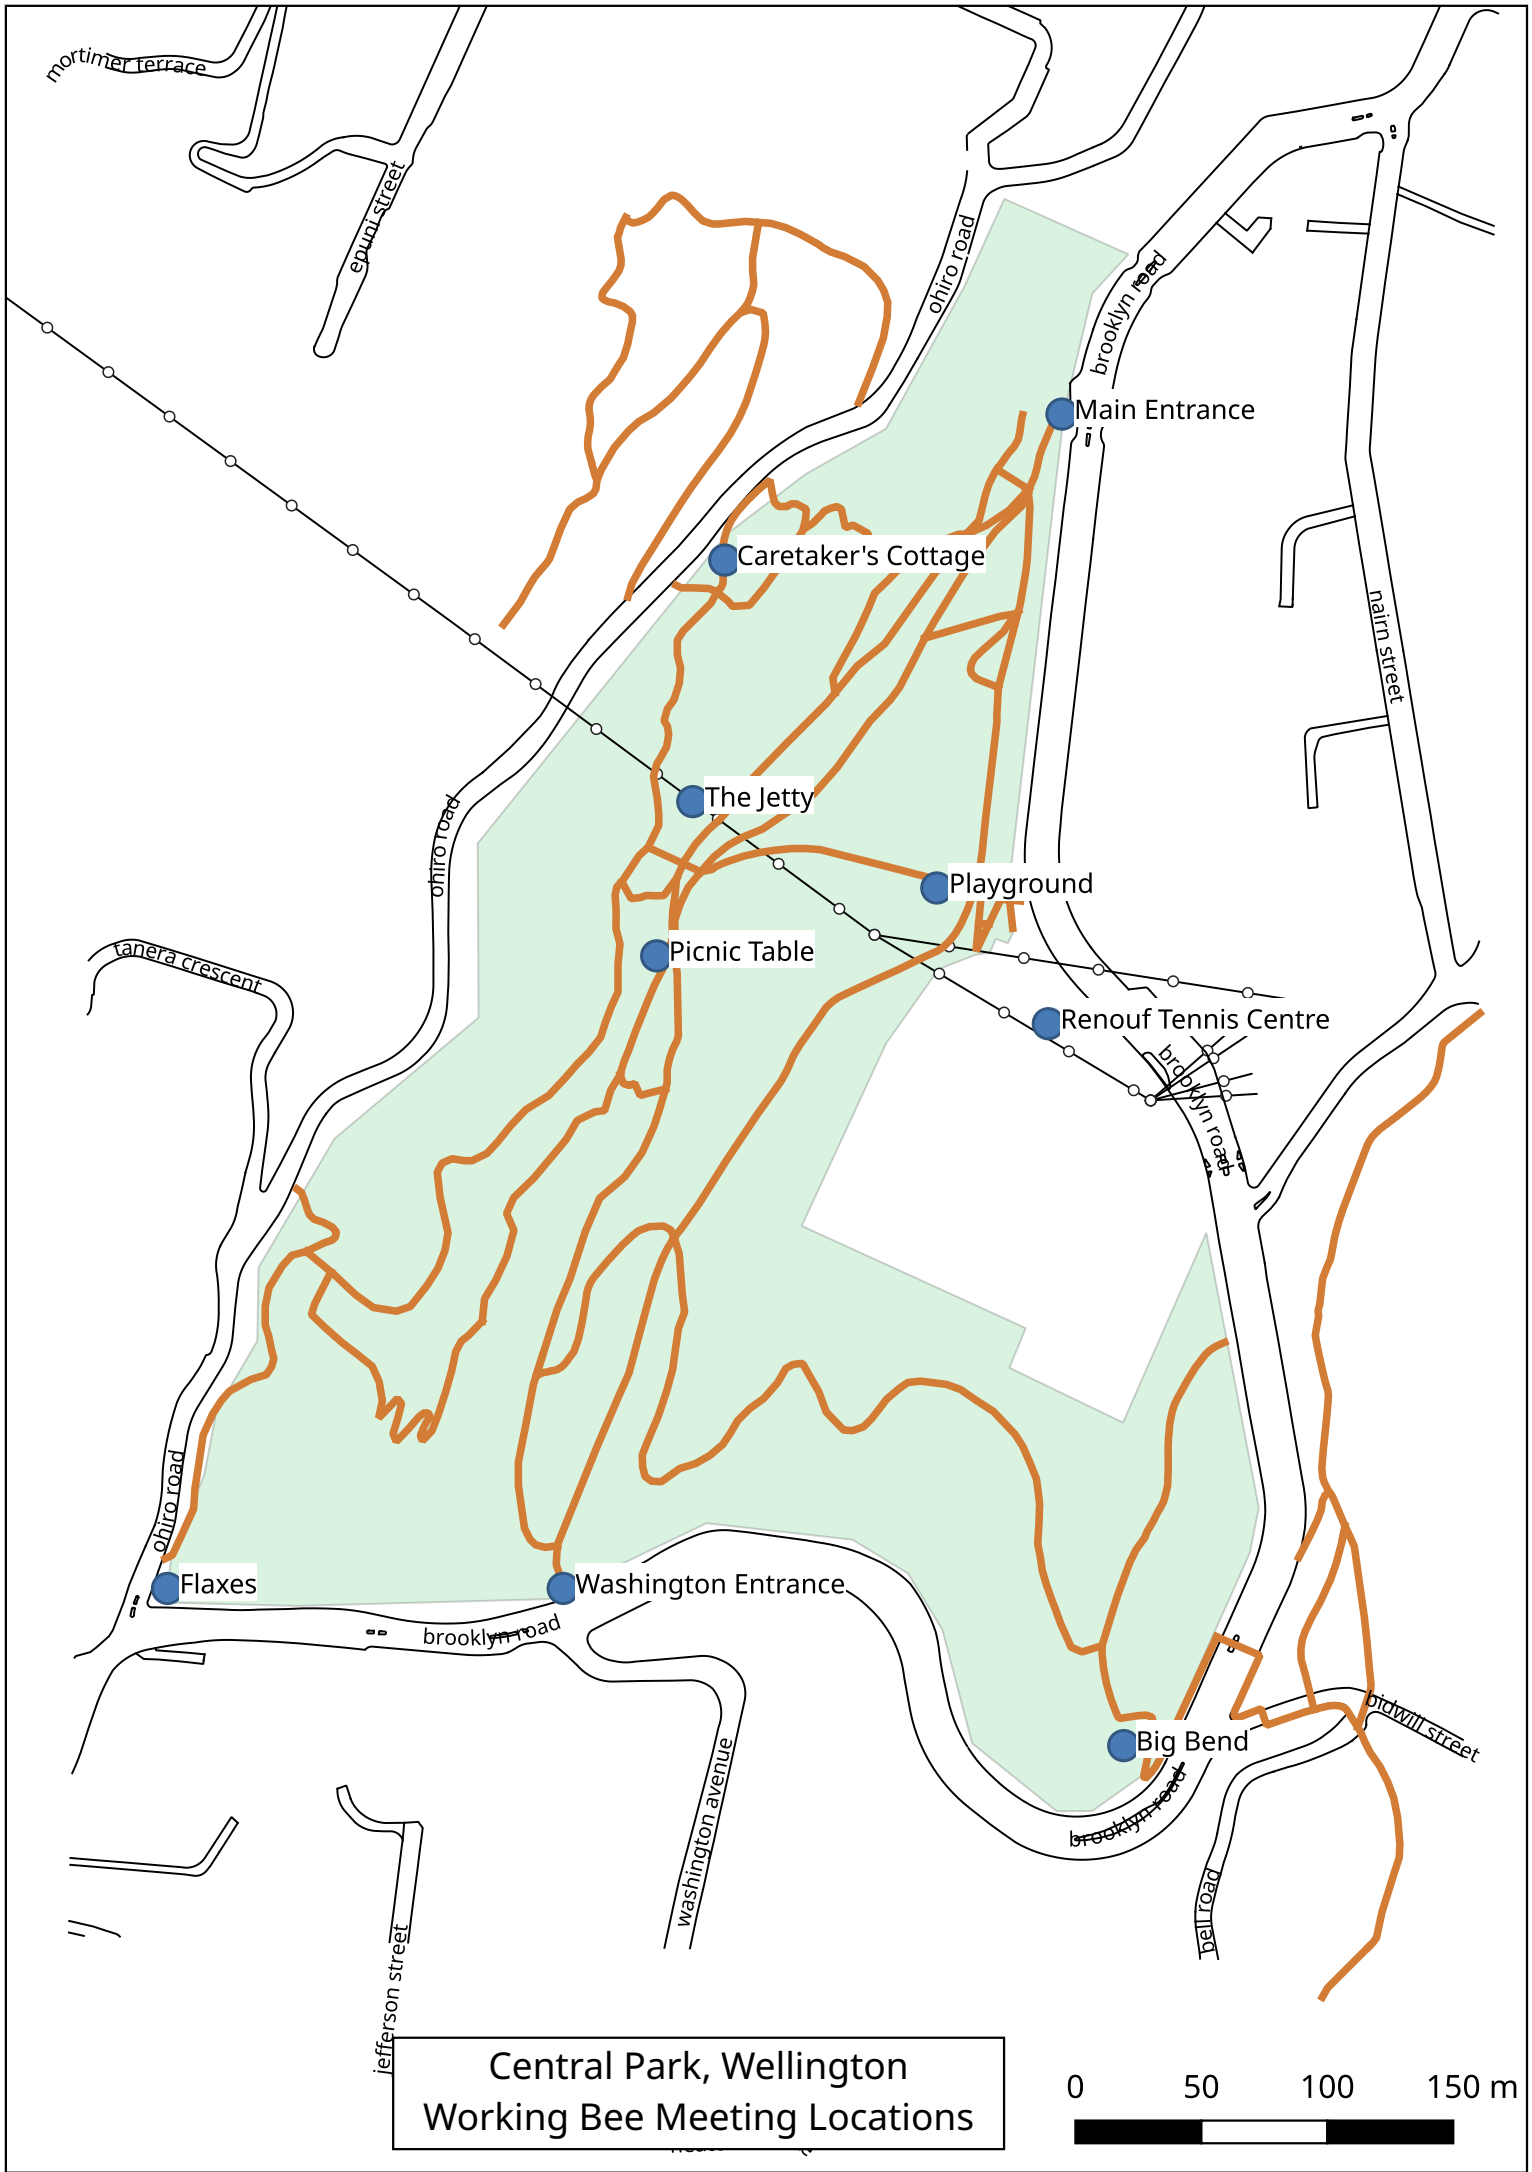 mortimer terrace
epuni street
ohiro road
brooklyn road
Main Entrance
Caretaker's Cottage
nairn street
ohiro road
The Jetty
Playground
tanera crescent
Picnic Table
Renouf Tennis Centre
brooklyn road
ohiro road
Flaxes
Washington Entrance
brooklyn road
bidwill street
Big Bend
brooklyn road
washington avenue
bell road
jefferson street
Central Park, Wellington
Working Bee Meeting Locations
0 50 100 150 m